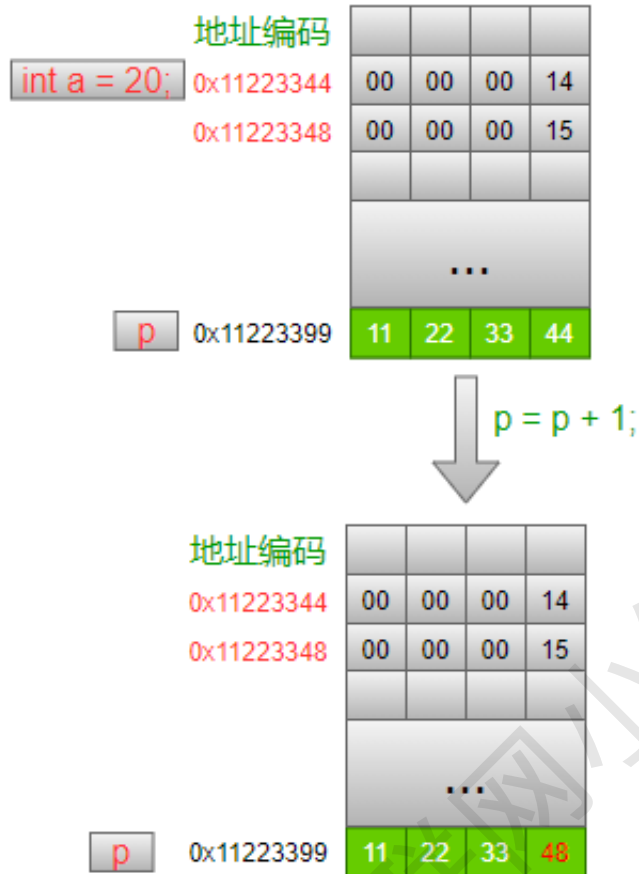 地址编码
int a = 20; 0x11223344 00 00 00 14
0x11223348 00 00 00 15
...
p 0x11223399 11 22 33 44
p = p + 1;
地址编码
0x11223344 00 00 00 14
0x11223348 00 00 00 15
...
p 0x11223399 11 22 33 48
网小